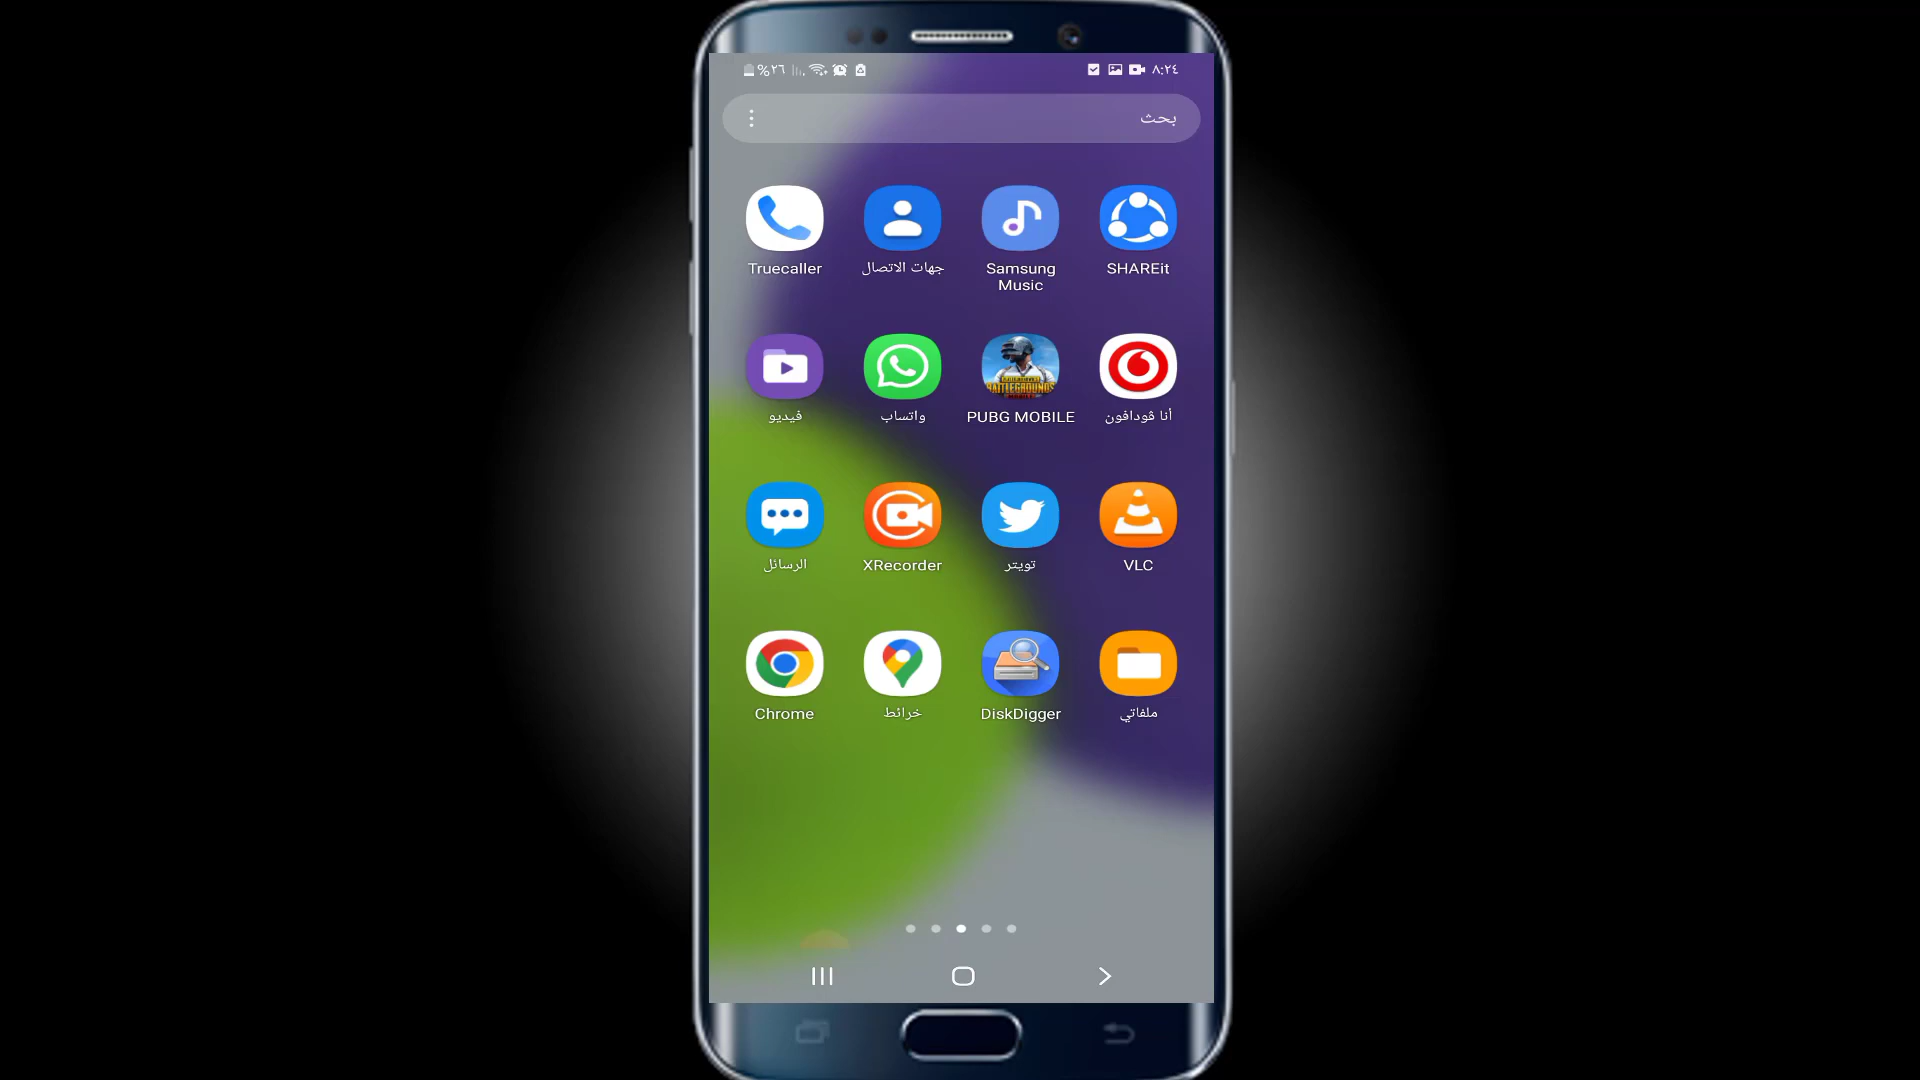 ٨:٢٤
%٢٦
بحث
SHAREit
Samsung
Music
جهات الاتصال
Truecaller
أنا ڤودافون
PUBG MOBILE
واتساب
فيديو
VLC
تويتر
XRecorder
الرسائل
ملفاتي
DiskDigger
خرائط
Chrome